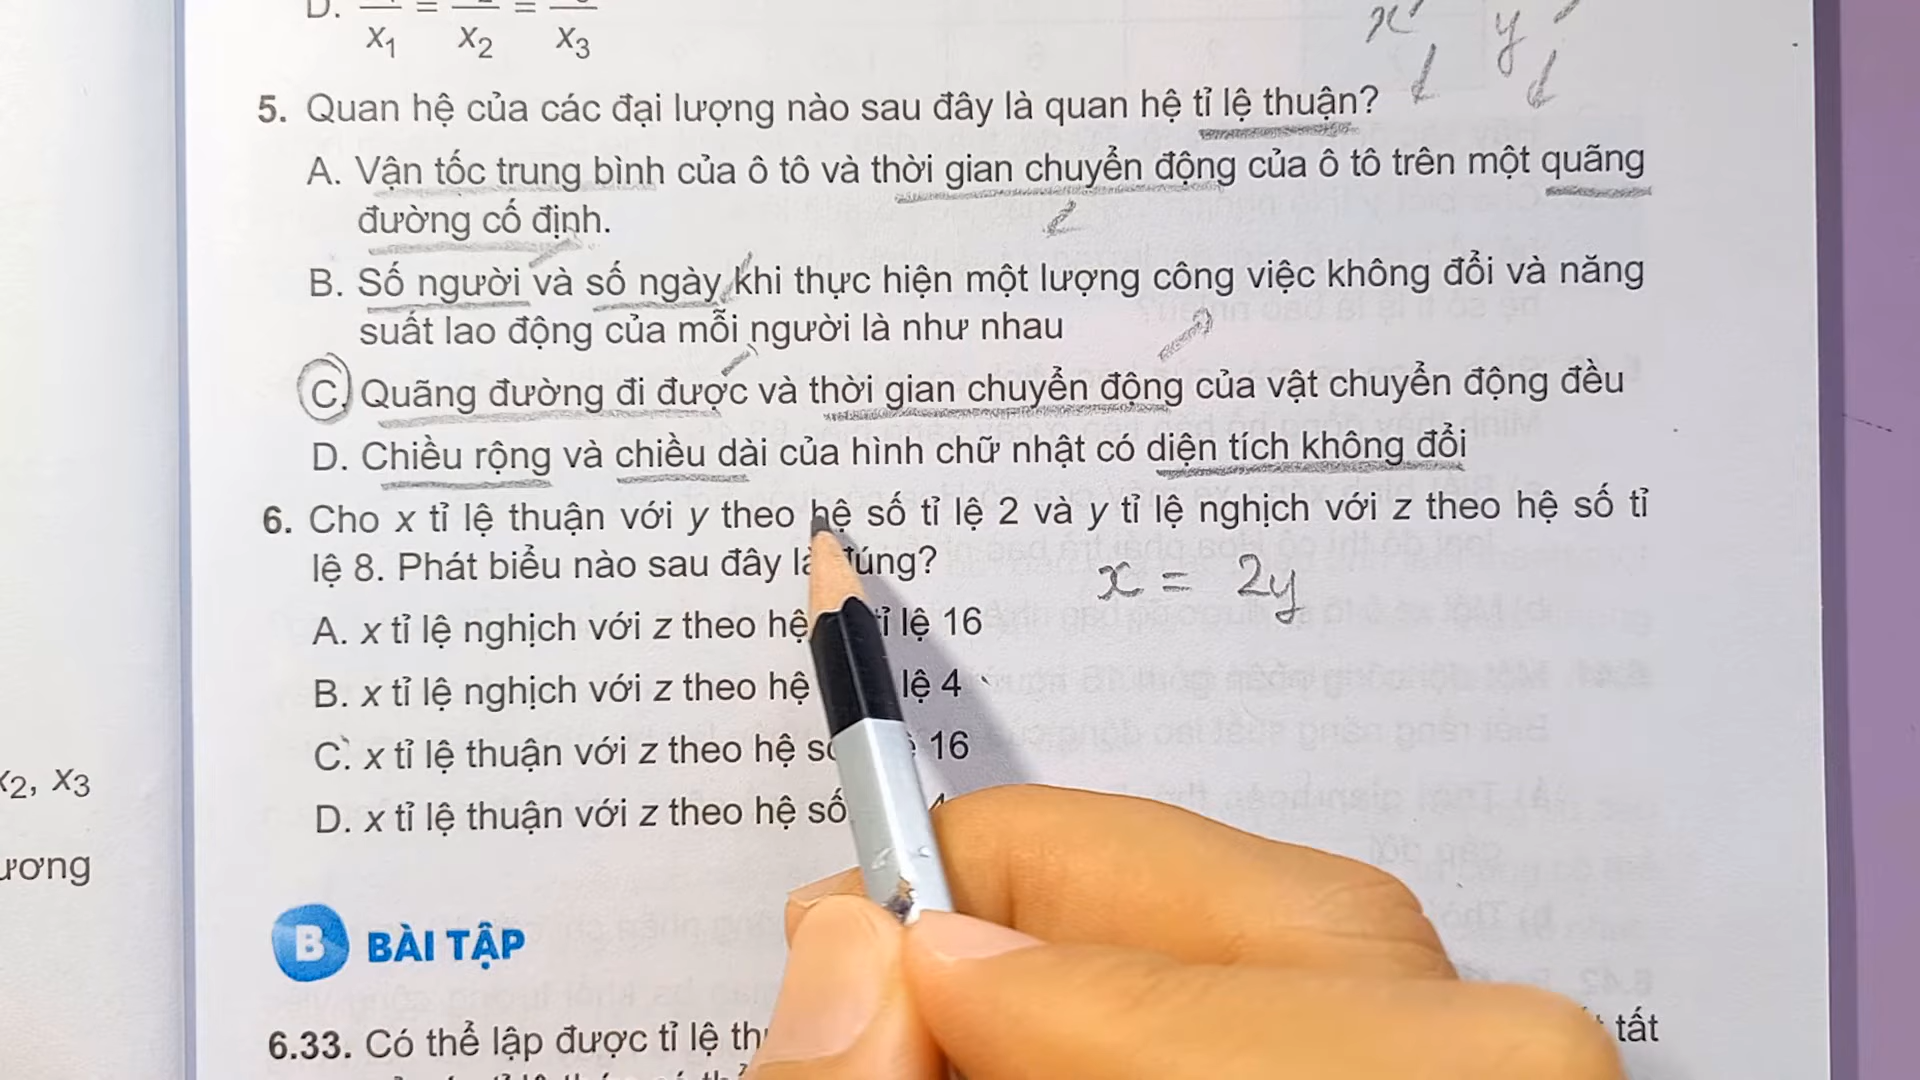 D. = =
x₁ x₂ x₃
x y
5. Quan hệ của các đại lượng nào sau đây là quan hệ tỉ lệ thuận?
A. Vận tốc trung bình của ô tô và thời gian chuyển động của ô tô trên một quãng
đường cố định.
B. Số người và số ngày khi thực hiện một lượng công việc không đổi và năng
suất lao động của mỗi người là như nhau
C. Quãng đường đi được và thời gian chuyển động của vật chuyển động đều
D. Chiều rộng và chiều dài của hình chữ nhật có diện tích không đổi
6. Cho x tỉ lệ thuận với y theo hệ số tỉ lệ 2 và y tỉ lệ nghịch với z theo hệ số tỉ
lệ 8. Phát biểu nào sau đây là đúng?
x = 2y
A. x tỉ lệ nghịch với z theo hệ tỉ lệ 16
B. x tỉ lệ nghịch với z theo hệ lệ 4
C. x tỉ lệ thuận với z theo hệ số 16
D. x tỉ lệ thuận với z theo hệ số
x₂, x₃
ương
B BÀI TẬP
6.33. Có thể lập được tỉ lệ tất